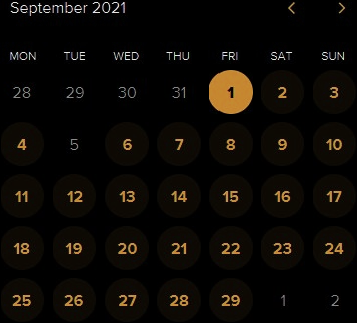 September 2021
MON TUE WED THU FRI SAT SUN
28 29 30 31 1 2 3
4 5 6 7 8 9 10
11 12 13 14 15 16 17
18 19 20 21 22 23 24
25 26 27 28 29 1 2